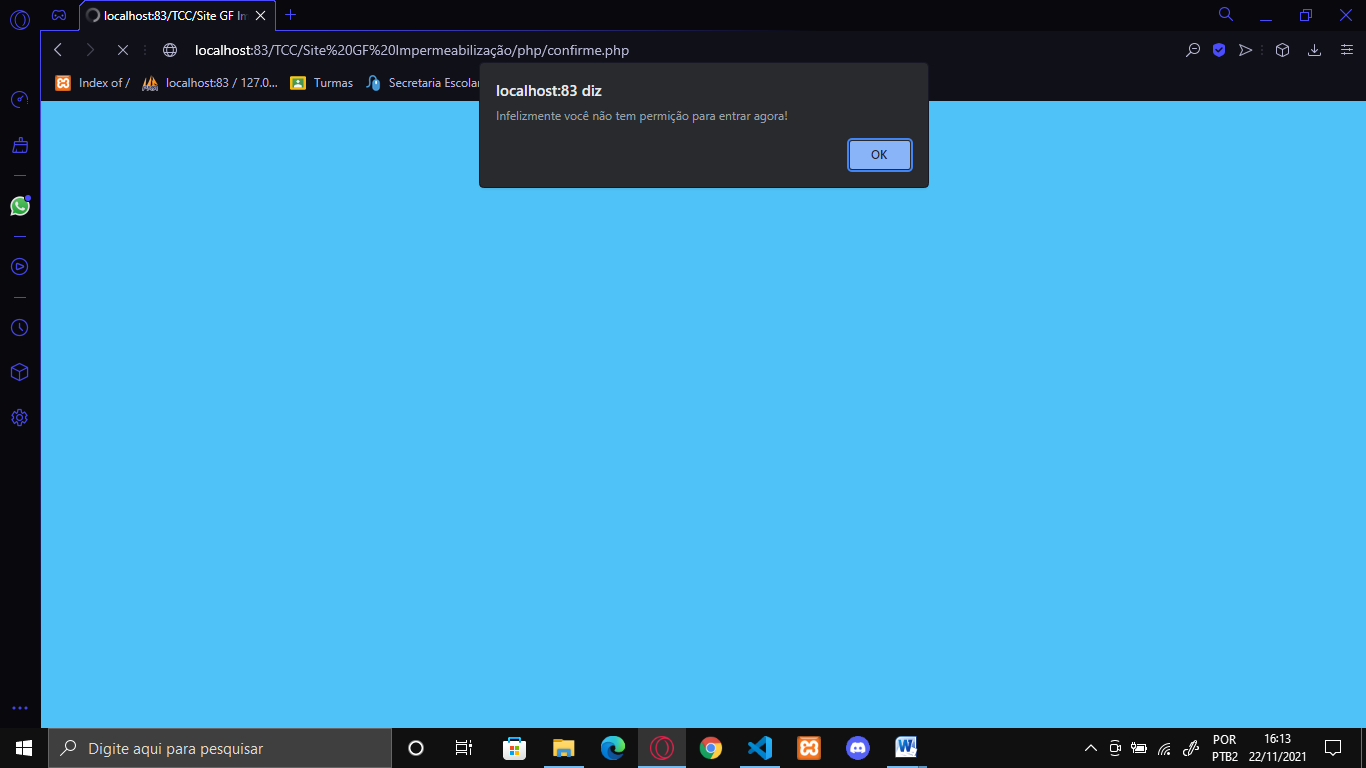 localhost:83/TCC/Site GF Im
localhost:83/TCC/Site%20GF%20Impermeabilização/php/confirme.php
Index of /
localhost:83 / 127.0...
Turmas
Secretaria Escolar
localhost:83 diz
Infelizmente você não tem permição para entrar agora!
OK
Digite aqui para pesquisar
POR
PTB2
16:13
22/11/2021